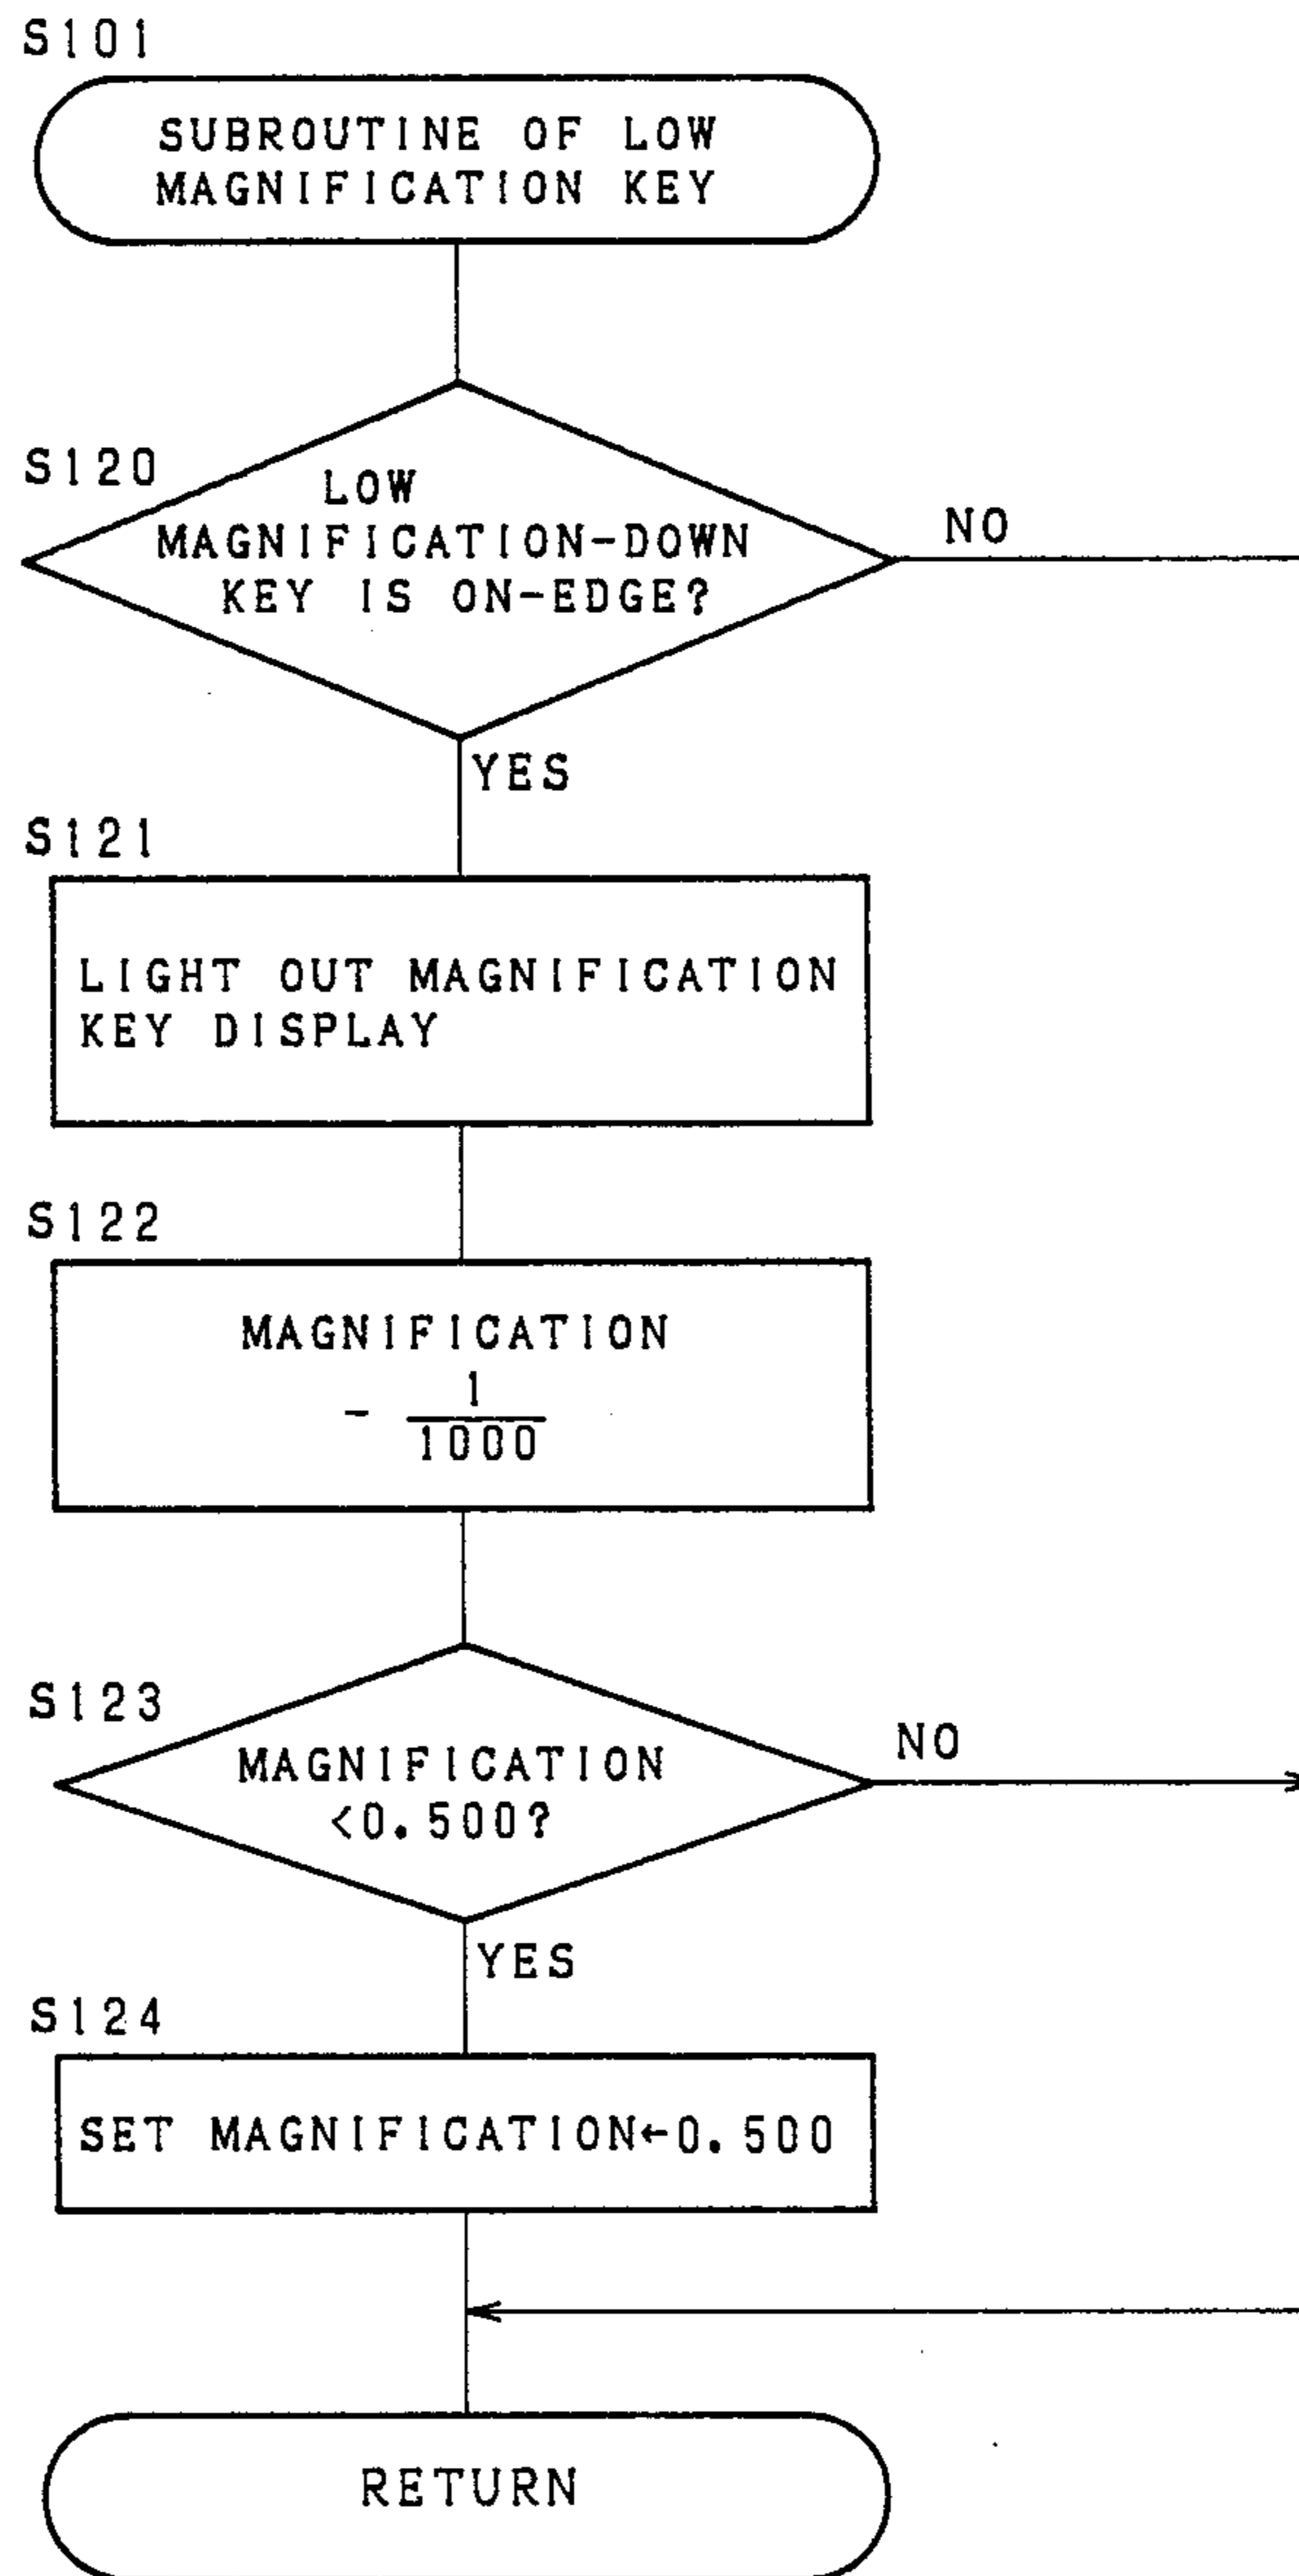 S101
SUBROUTINE OF LOW
MAGNIFICATION KEY
S120
LOW
MAGNIFICATION-DOWN
KEY IS ON-EDGE?
NO
YES
S121
LIGHT OUT MAGNIFICATION
KEY DISPLAY
S122
MAGNIFICATION
- 1
1000
S123
MAGNIFICATION
<0.500?
NO
YES
S124
SET MAGNIFICATION←0.500
RETURN